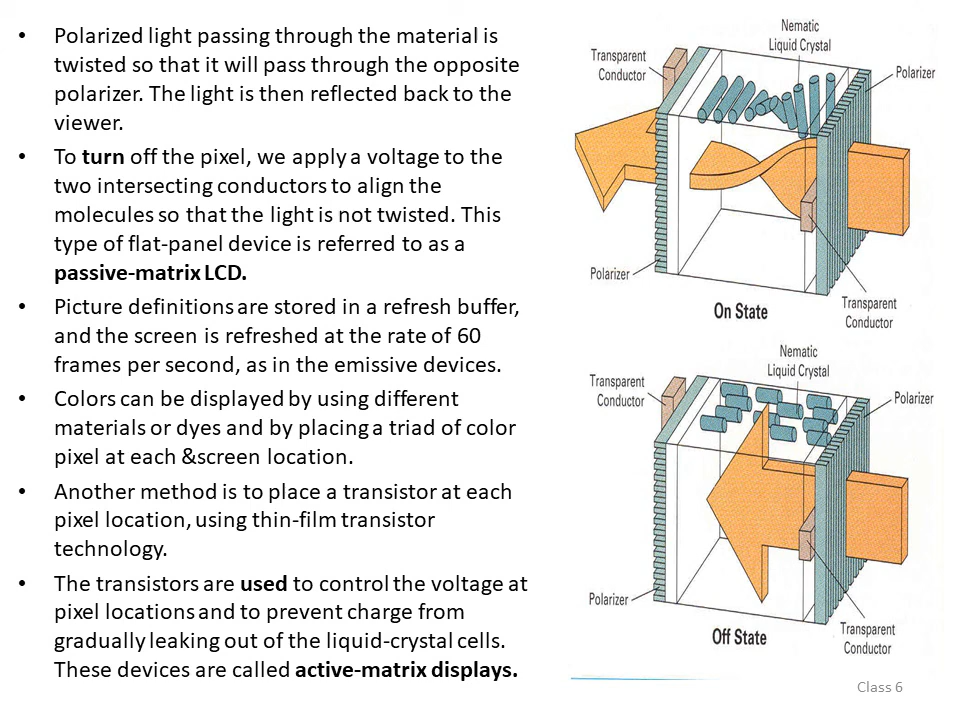 • Polarized light passing through the material is
twisted so that it will pass through the opposite
polarizer. The light is then reflected back to the
viewer.
• To turn off the pixel, we apply a voltage to the
two intersecting conductors to align the
molecules so that the light is not twisted. This
type of flat-panel device is referred to as a
passive-matrix LCD.
• Picture definitions are stored in a refresh buffer,
and the screen is refreshed at the rate of 60
frames per second, as in the emissive devices.
• Colors can be displayed by using different
materials or dyes and by placing a triad of color
pixel at each &screen location.
• Another method is to place a transistor at each
pixel location, using thin-film transistor
technology.
• The transistors are used to control the voltage at
pixel locations and to prevent charge from
gradually leaking out of the liquid-crystal cells.
These devices are called active-matrix displays.
Nematic
Liquid Crystal
Transparent
Conductor
Polarizer
Polarizer
Transparent
Conductor
On State
Nematic
Liquid Crystal
Transparent
Conductor
Polarizer
Polarizer
Transparent
Conductor
Off State
Class 6